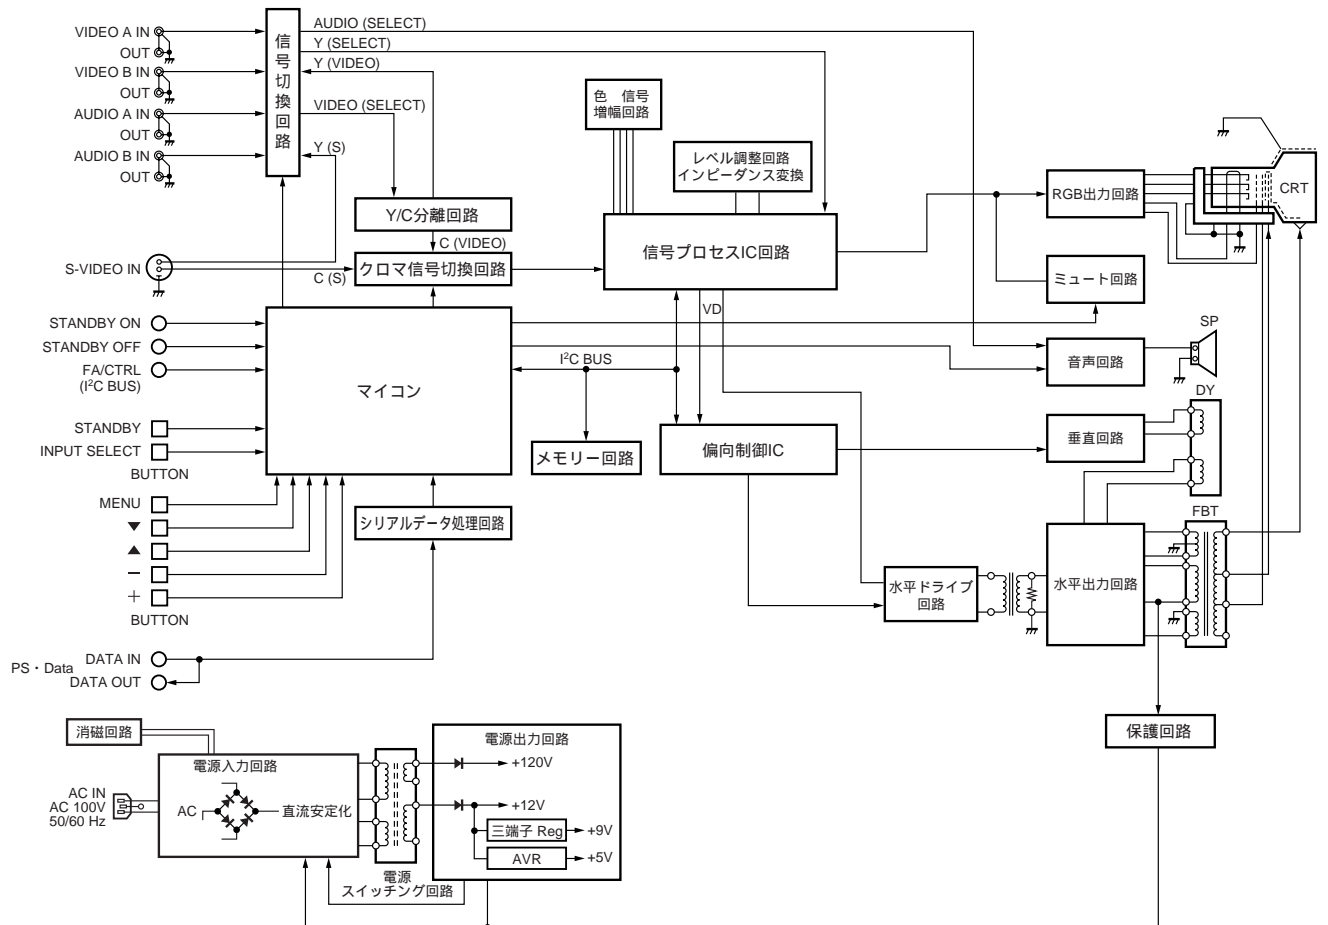 VIDEO A IN
OUT
VIDEO B IN
OUT
AUDIO A IN
OUT
AUDIO B IN
OUT
信号切換回路
AUDIO (SELECT)
Y (SELECT)
Y (VIDEO)
VIDEO (SELECT)
Y (S)
色 信号
増幅回路
レベル調整回路
インピーダンス変換
Y/C分離回路
C (VIDEO)
クロマ信号切換回路
C (S)
S-VIDEO IN
信号プロセスIC回路
VD
RGB出力回路
CRT
ミュート回路
音声回路
SP
DY
垂直回路
STANDBY ON
STANDBY OFF
FA/CTRL
(I²C BUS)
STANDBY
INPUT SELECT
BUTTON
マイコン
I²C BUS
メモリー回路
偏向制御IC
MENU
▼
▲
−
+
BUTTON
シリアルデータ処理回路
FBT
水平ドライブ
回路
水平出力回路
PS・Data
DATA IN
DATA OUT
保護回路
消磁回路
電源入力回路
AC IN
AC 100V
50/60 Hz
AC
直流安定化
電源
スイッチング回路
電源出力回路
+120V
+12V
三端子 Reg
+9V
AVR
+5V